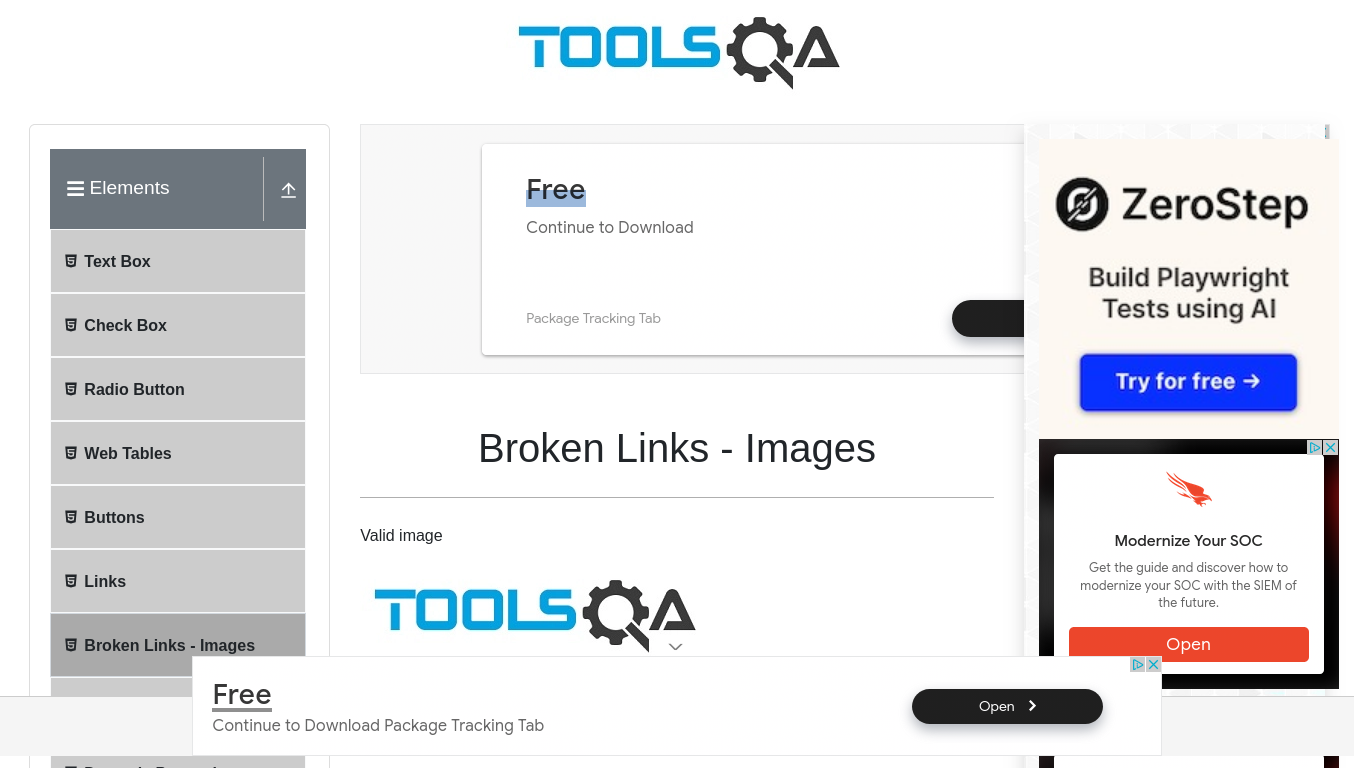 TOOLSQA
Elements
Text Box
Check Box
Radio Button
Web Tables
Buttons
Links
Broken Links - Images
Free
Continue to Download
Package Tracking Tab
Broken Links - Images
Valid image
TOOLSQA
ZeroStep
Build Playwright
Tests using AI
Try for free →
Modernize Your SOC
Get the guide and discover how to
modernize your SOC with the SIEM of
the future.
Open
Free
Continue to Download Package Tracking Tab
Open